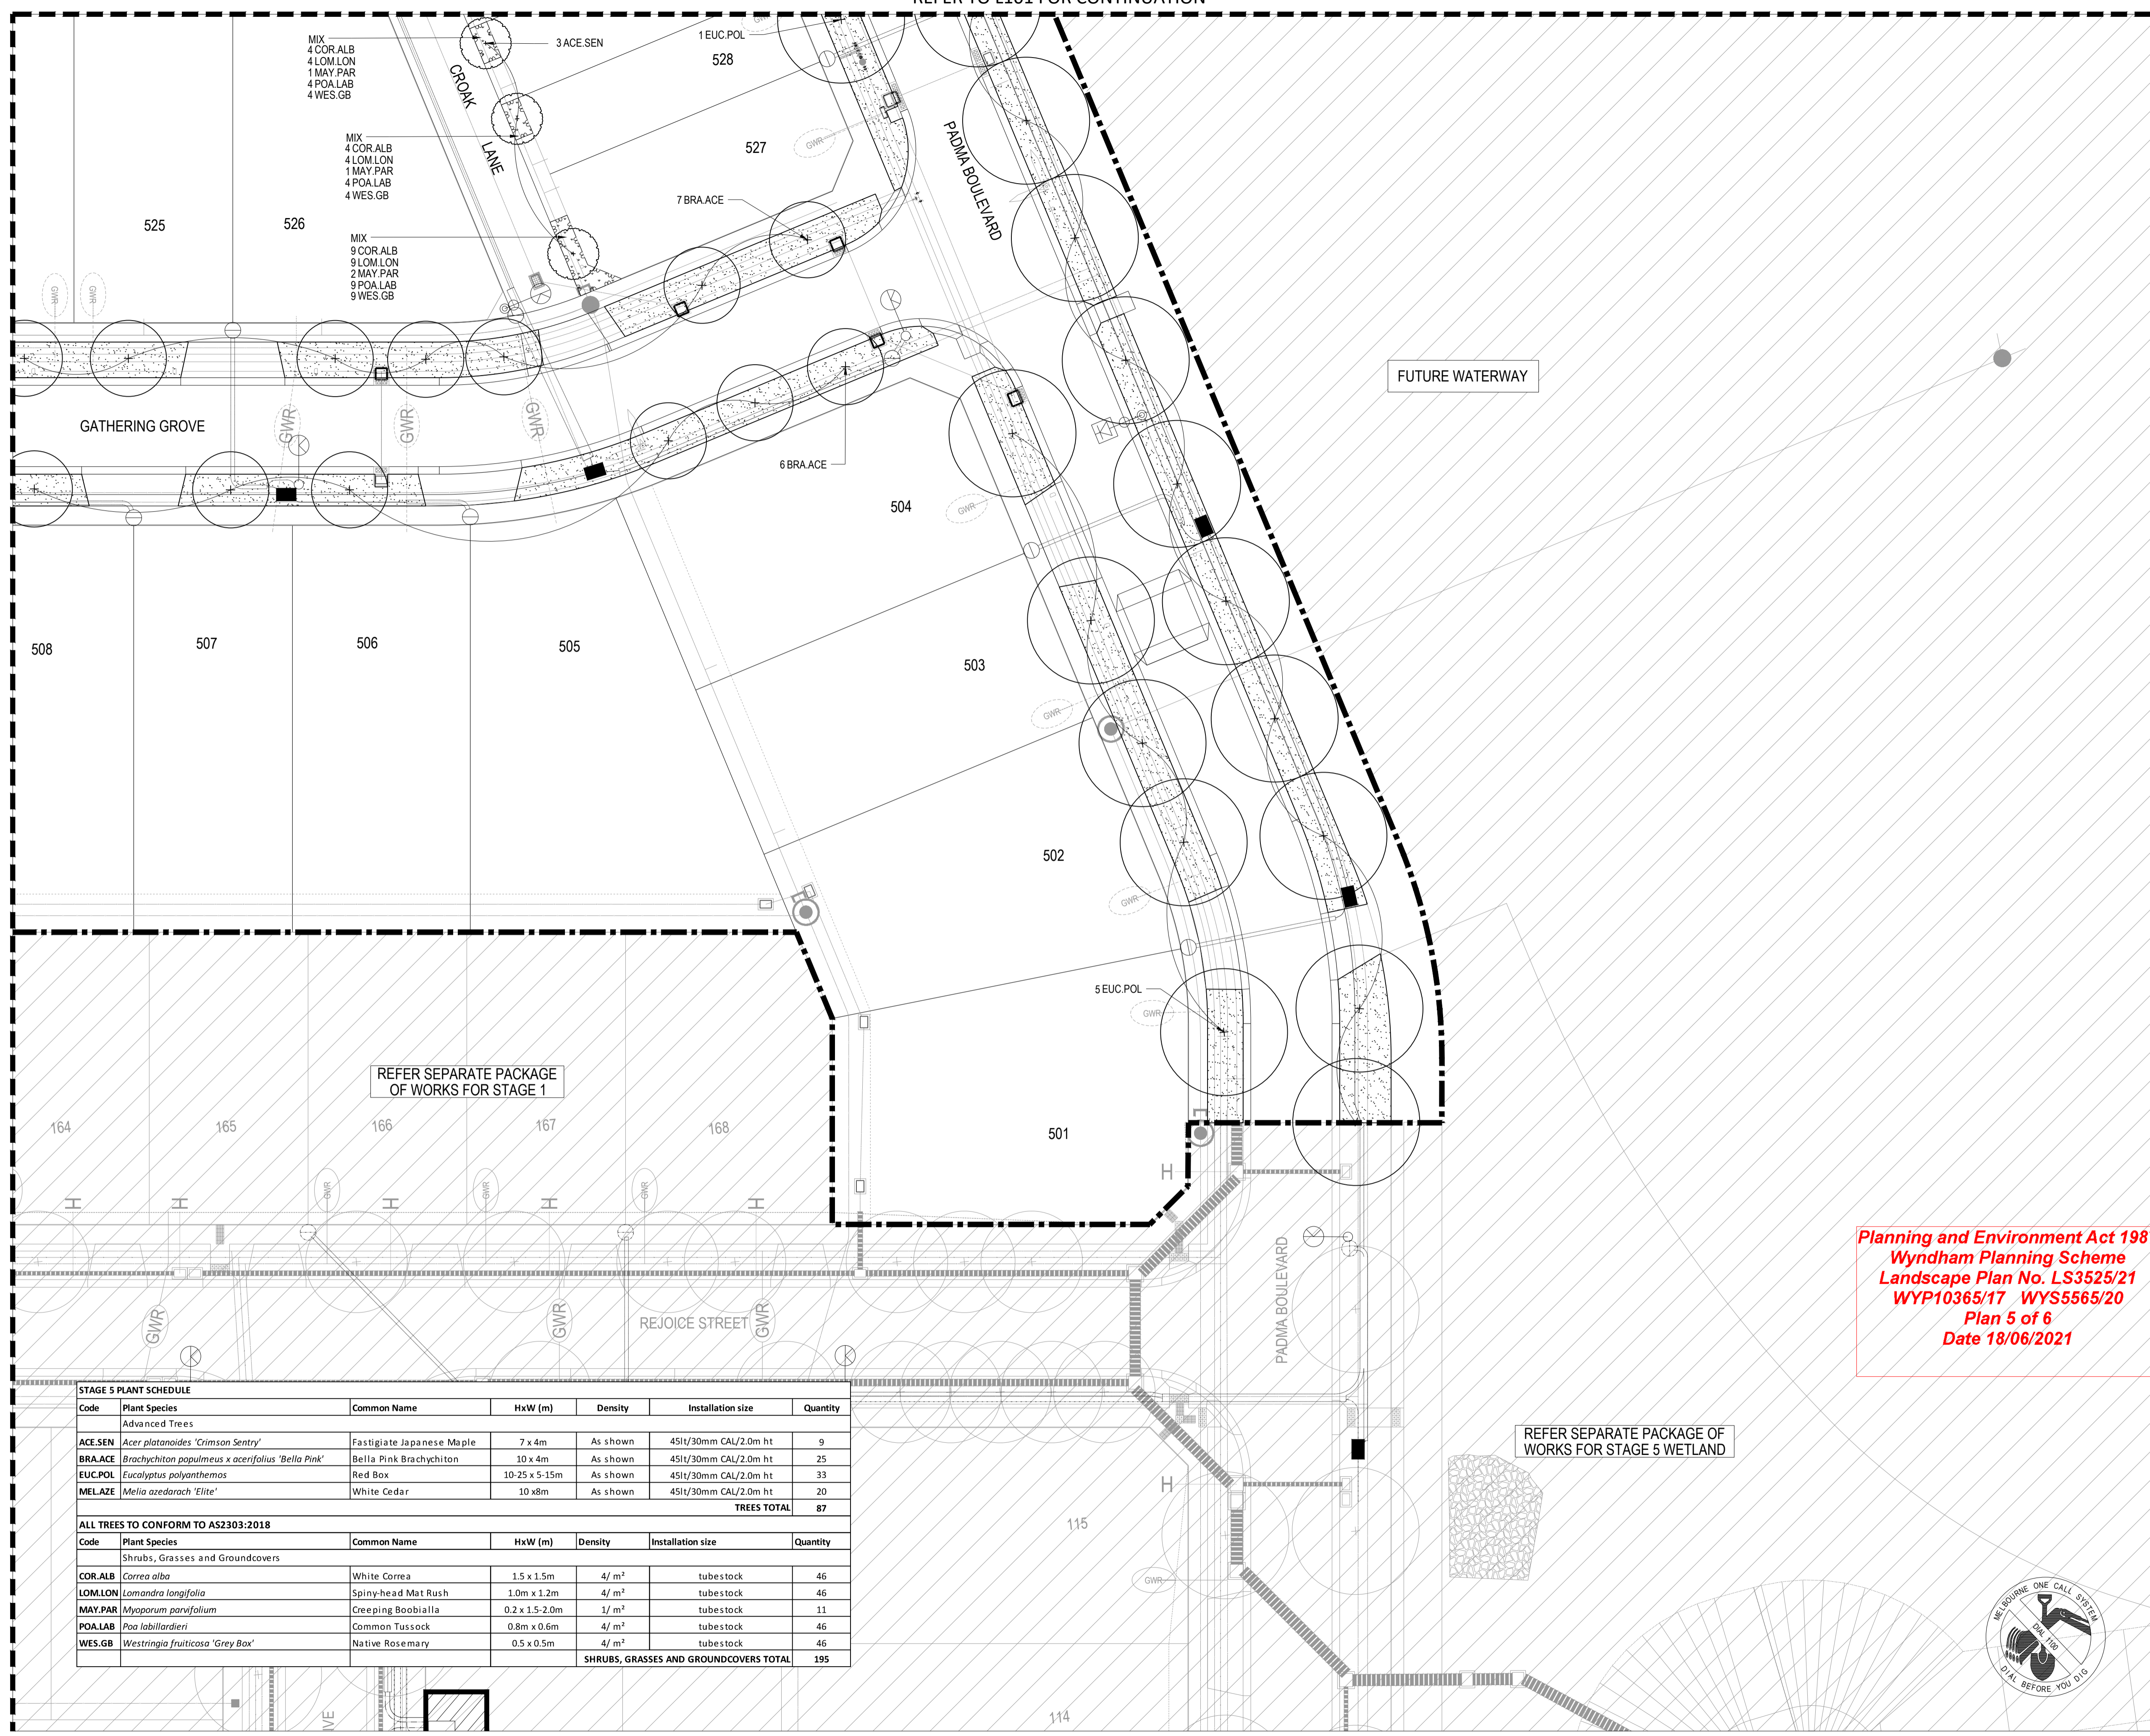 REFER TO L101 FOR CONTINUATION
MIX
4 COR.ALB
4 LOM.LON
1 MAY.PAR
4 POA.LAB
4 WES.GB
CROAK LANE
3 ACE.SEN
1 EUC.POL
528
MIX
4 COR.ALB
4 LOM.LON
1 MAY.PAR
4 POA.LAB
4 WES.GB
527
GWR
PADMA BOULEVARD
7 BRA.ACE
525
526
MIX
9 COR.ALB
9 LOM.LON
2 MAY.PAR
9 POA.LAB
9 WES.GB
GWR
GWR
FUTURE WATERWAY
GATHERING GROVE
GWR
GWR
GWR
6 BRA.ACE
504
GWR
508
507
506
505
503
GWR
502
GWR
5 EUC.POL
GWR
REFER SEPARATE PACKAGE
OF WORKS FOR STAGE 1
164
165
166
167
168
501
H
H
H
H
H
H
GWR
GWR
GWR
GWR
GWR
GWR
REJOICE STREET
PADMA BOULEVARD
Planning and Environment Act 198
Wyndham Planning Scheme
Landscape Plan No. LS3525/21
WYP10365/17 WYS5565/20
Plan 5 of 6
Date 18/06/2021
STAGE 5 PLANT SCHEDULE
Code Plant Species Common Name HxW (m) Density Installation size Quantity
Advanced Trees
ACE.SEN Acer platanoides 'Crimson Sentry' Fastigiate Japanese Maple 7 x 4m As shown 45lt/30mm CAL/2.0m ht 9
BRA.ACE Brachychiton populmeus x acerifolius 'Bella Pink' Bella Pink Brachychiton 10 x 4m As shown 45lt/30mm CAL/2.0m ht 25
EUC.POL Eucalyptus polyanthemos Red Box 10-25 x 5-15m As shown 45lt/30mm CAL/2.0m ht 33
MEL.AZE Melia azedarach 'Elite' White Cedar 10 x8m As shown 45lt/30mm CAL/2.0m ht 20
TREES TOTAL 87
ALL TREES TO CONFORM TO AS2303:2018
Code Plant Species Common Name HxW (m) Density Installation size Quantity
Shrubs, Grasses and Groundcovers
COR.ALB Correa alba White Correa 1.5 x 1.5m 4/ m² tubestock 46
LOM.LON Lomandra longifolia Spiny-head Mat Rush 1.0m x 1.2m 4/ m² tubestock 46
MAY.PAR Myoporum parvifolium Creeping Boobialla 0.2 x 1.5-2.0m 1/ m² tubestock 11
POA.LAB Poa labillardieri Common Tussock 0.8m x 0.6m 4/ m² tubestock 46
WES.GB Westringia fruiticosa 'Grey Box' Native Rosemary 0.5 x 0.5m 4/ m² tubestock 46
SHRUBS, GRASSES AND GROUNDCOVERS TOTAL 195
REFER SEPARATE PACKAGE OF
WORKS FOR STAGE 5 WETLAND
H
115
GWR
114
IVE
MELBOURNE ONE CALL SYSTEM
DIAL 1100
DIAL BEFORE YOU DIG